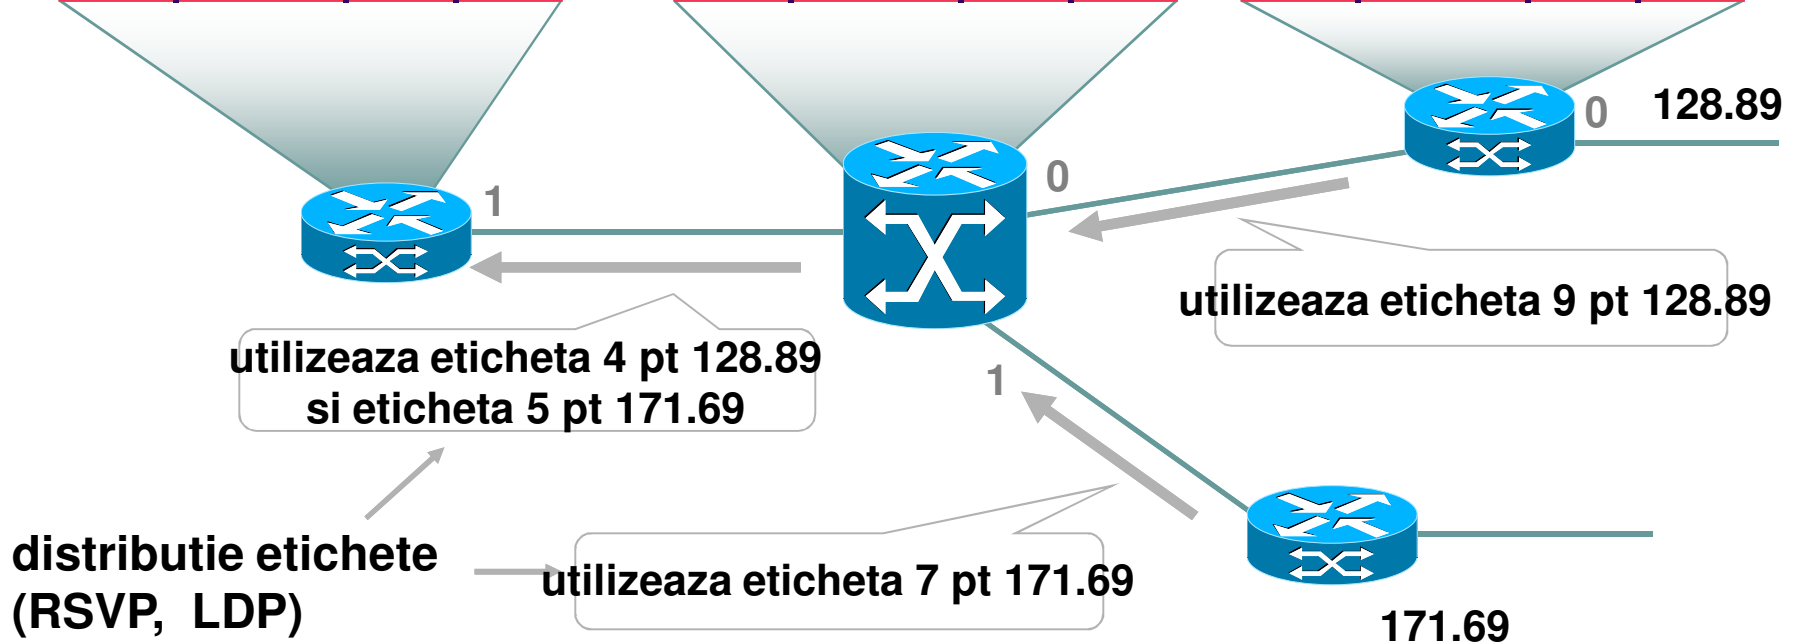 0
128.89
1
0
utilizeaza eticheta 9 pt 128.89
utilizeaza eticheta 4 pt 128.89
si eticheta 5 pt 171.69
1
distributie etichete
(RSVP, LDP)
utilizeaza eticheta 7 pt 171.69
171.69